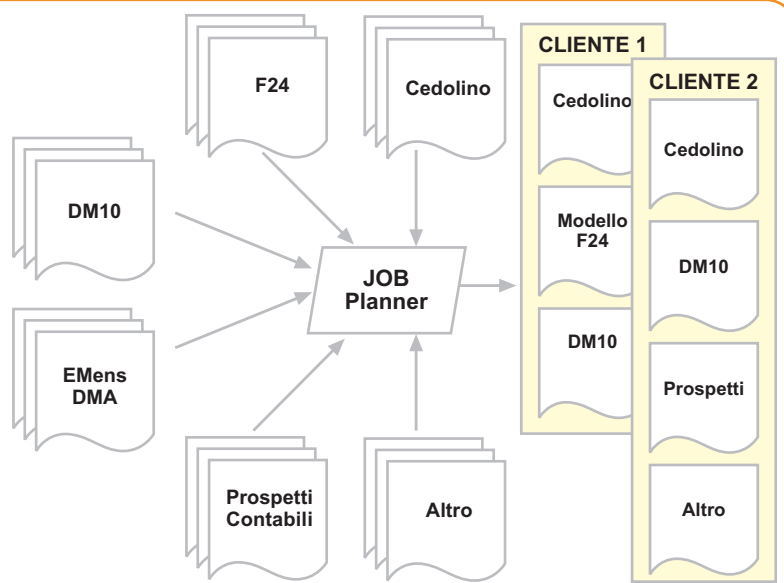 F24
Cedolino
DM10
EMens
DMA
JOB
Planner
Prospetti
Contabili
Altro
CLIENTE 1
Cedolino
Modello
F24
DM10
CLIENTE 2
Cedolino
DM10
Prospetti
Altro